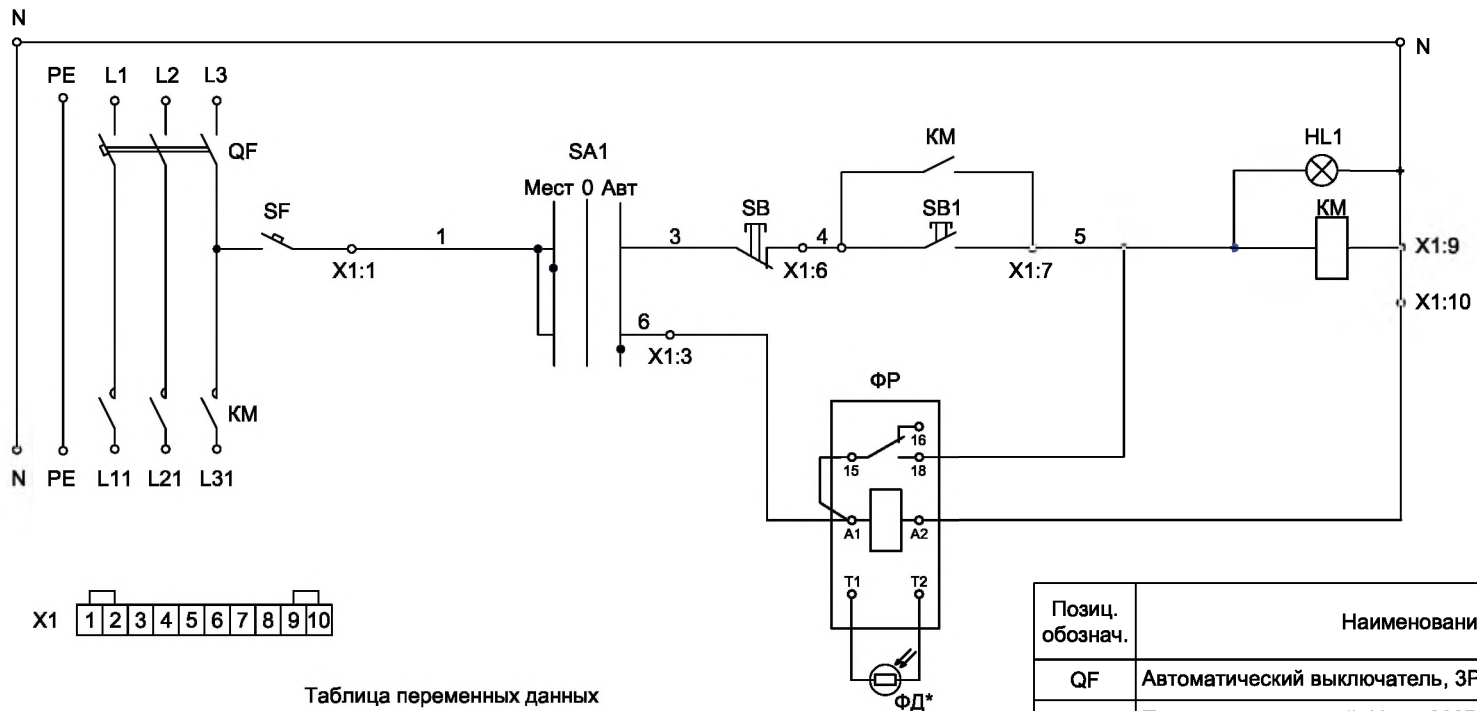 N
N
PE L1 L2 L3
QF
SA1
Мест 0 Авт
SF
1
X1:1
3
SB
4
X1:6
KM
SB1
X1:7
5
HL1
KM
X1:9
X1:10
6
X1:3
ФР
16
15
18
A1
A2
T1
T2
ФД*
KM
N PE L11 L21 L31
X1 1 2 3 4 5 6 7 8 9 10
Таблица переменных данных
Позиц. обознач.
Наименовани
QF
Автоматический выключатель, 3Р